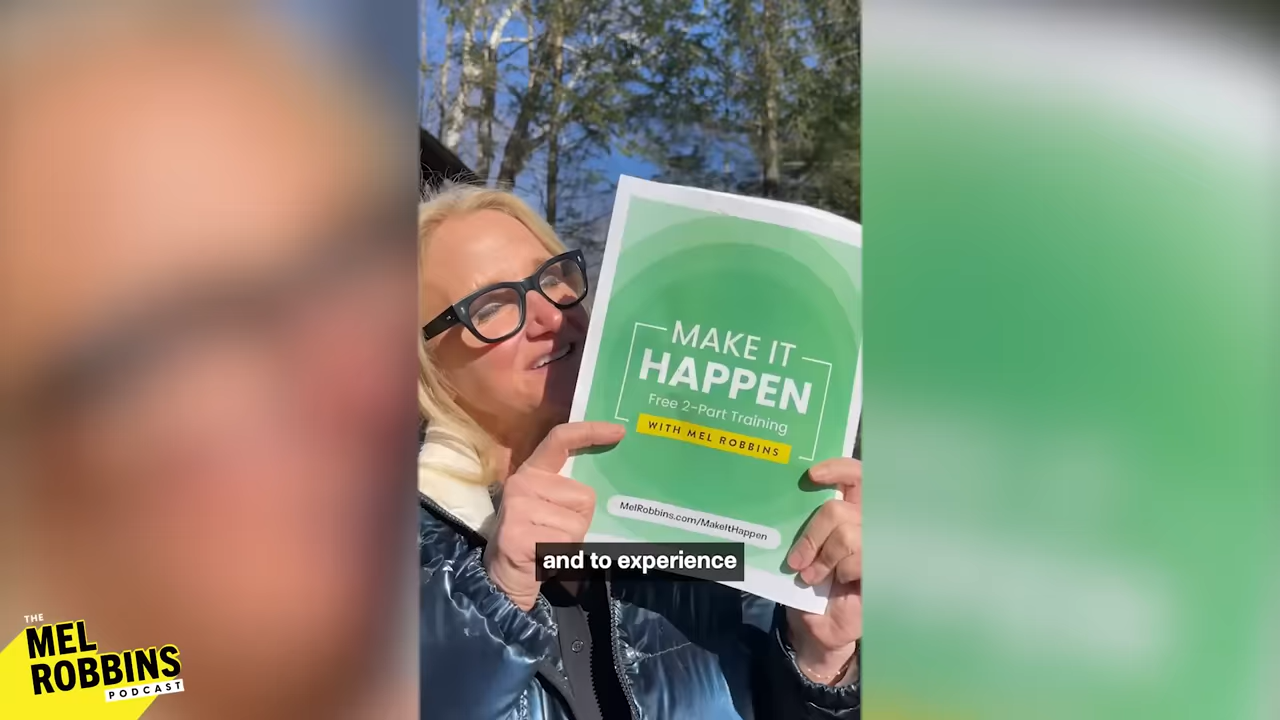 MAKE IT
HAPPEN
Free 2-Part Training
WITH MEL ROBBINS
MelRobbins.com/MakeItHappen
and to experience
THE
MEL
ROBBINS
PODCAST